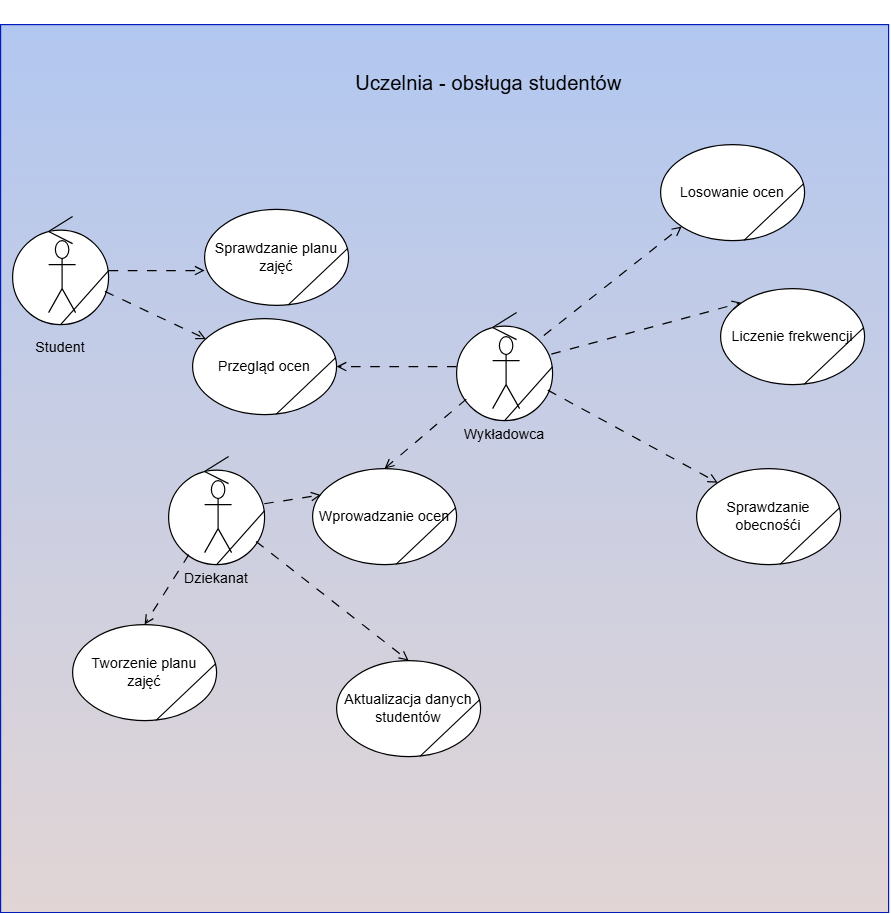 Uczelnia - obsługa studentów
Losowanie ocen
Sprawdzanie planu
zajęć
Student
Liczenie frekwencji
Przegląd ocen
Wykładowca
Sprawdzanie
obecnośći
Wprowadzanie ocen
Dziekanat
Tworzenie planu
zajęć
Aktualizacja danych
studentów